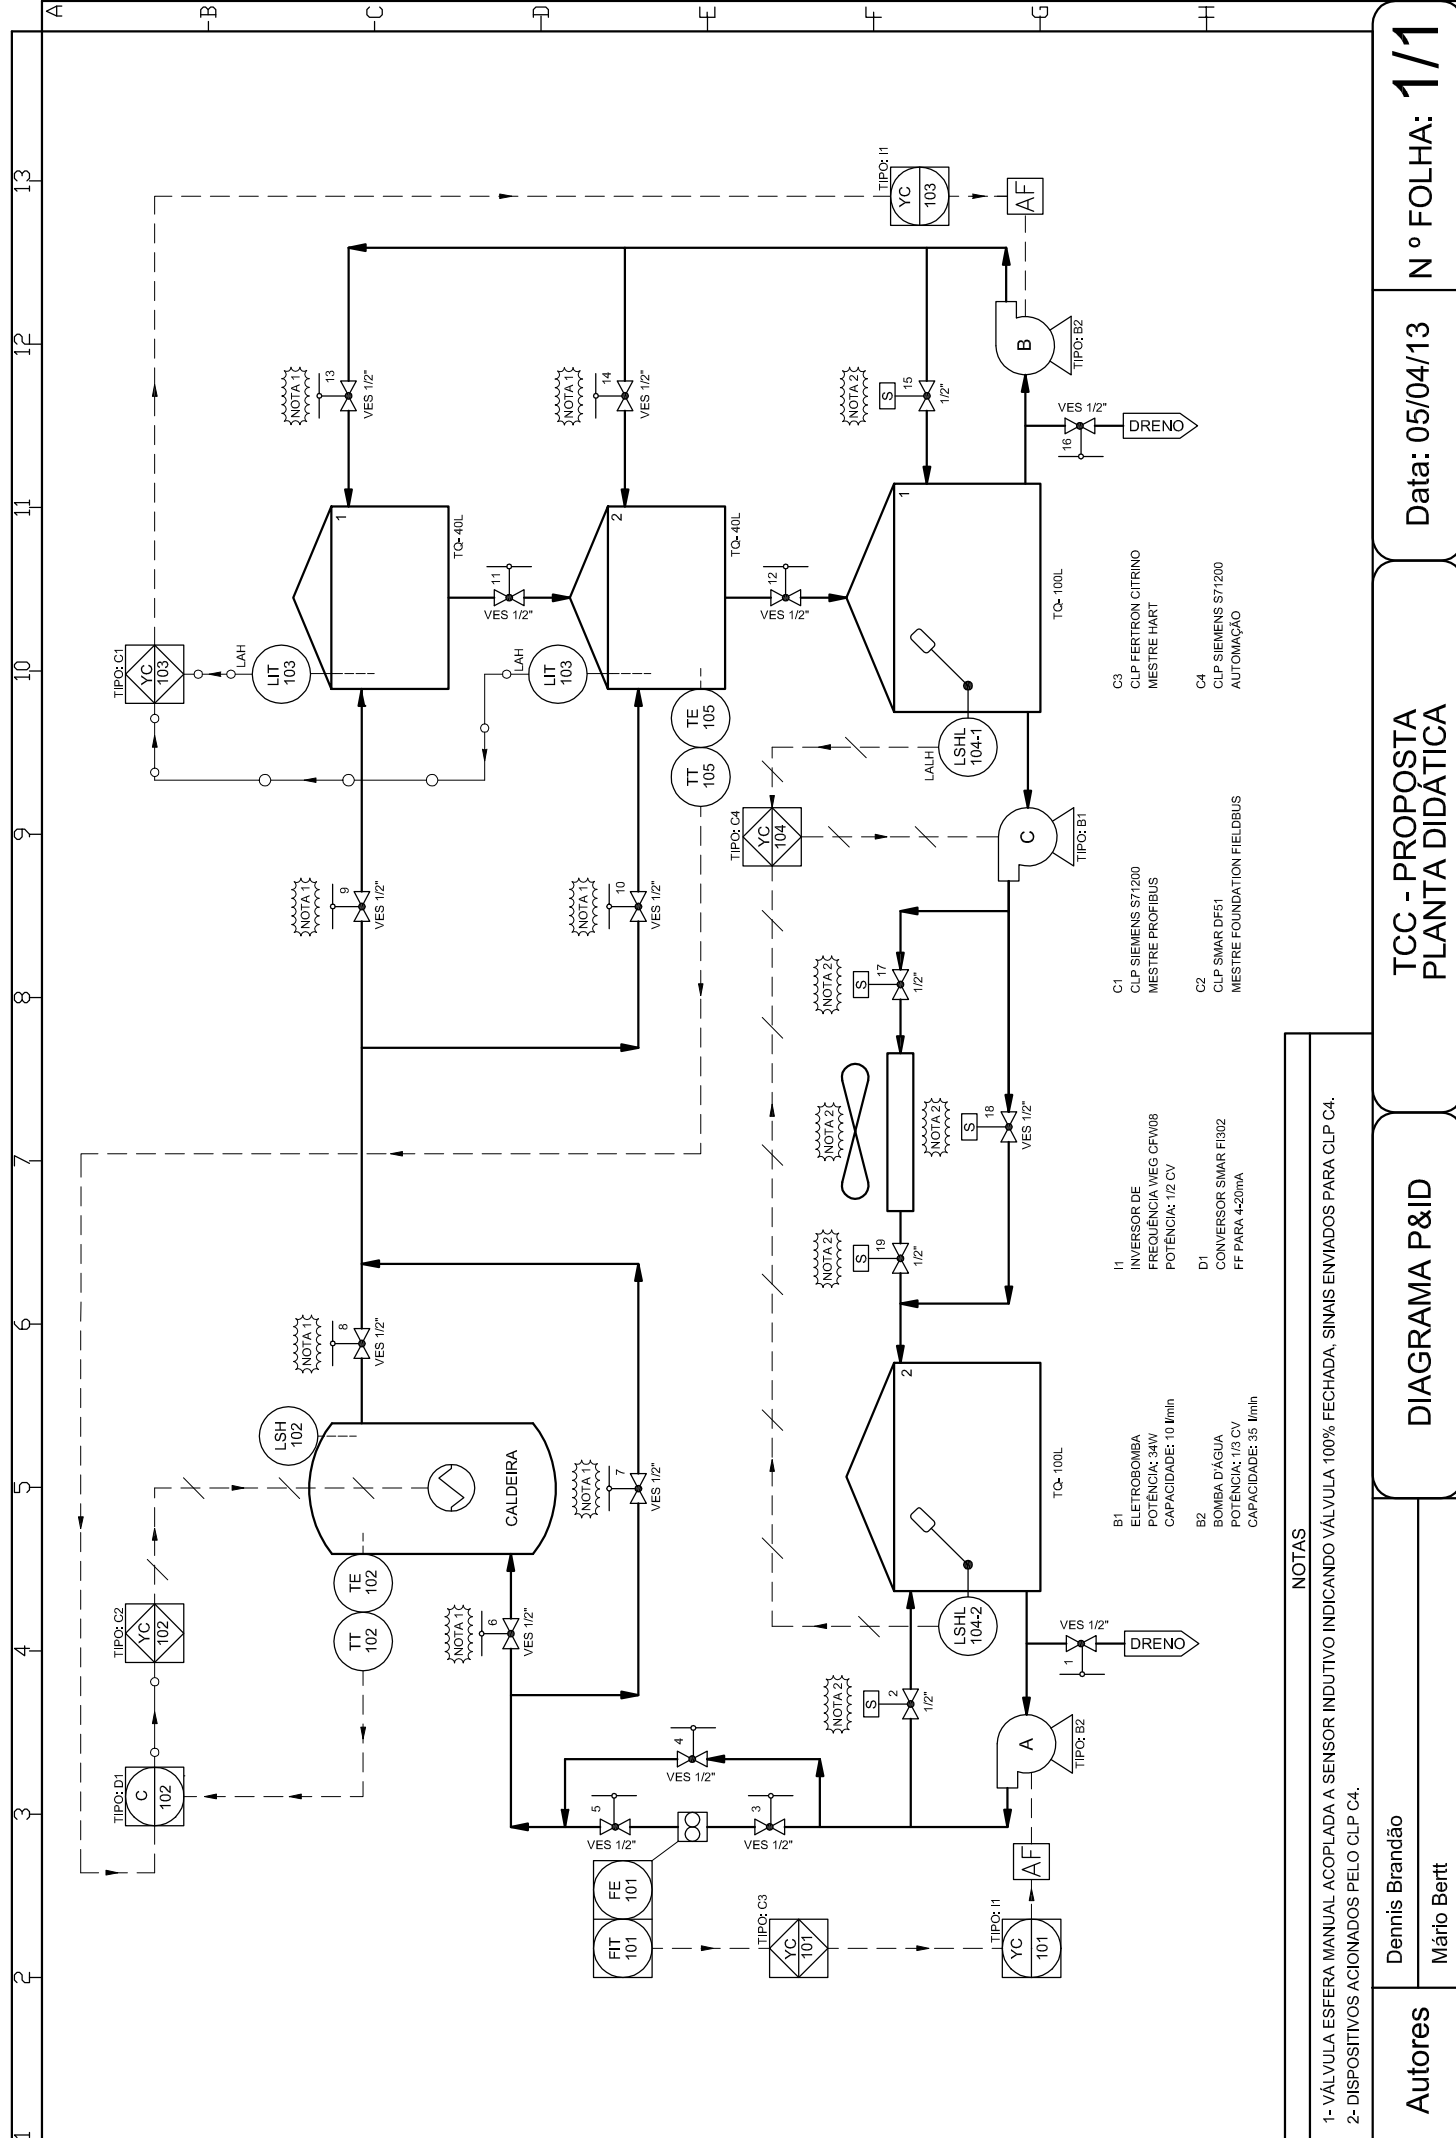 A
B
C
D
E
F
G
H
1
2
3
4
5
6
7
8
9
10
11
12
13
TIPO: D1
C
102
TIPO: C2
YC
102
TT
102
TE
102
LSH
102
CALDEIRA
NOTA 1
6
VES 1/2"
NOTA 1
7
VES 1/2"
NOTA 1
8
VES 1/2"
NOTA 1
9
VES 1/2"
NOTA 1
10
VES 1/2"
TIPO: C1
YC
103
LAH
LIT
103
1
TQ- 40L
LAH
LIT
103
2
TQ- 40L
11
VES 1/2"
12
VES 1/2"
NOTA 1
13
VES 1/2"
NOTA 1
14
VES 1/2"
NOTA 2
S
15
1/2"
TIPO: I1
YC
103
AF
B
TIPO: B2
VES 1/2"
16
DRENO
TT
105
TE
105
TIPO: C4
YC
104
LALH
LSHL
104-1
1
TQ- 100L
C
TIPO: B1
NOTA 2
S
17
1/2"
NOTA 2
NOTA 2
S
18
VES 1/2"
NOTA 2
S
19
1/2"
2
TQ- 100L
LSHL
104-2
NOTA 2
S
2
1/2"
VES 1/2"
1
DRENO
A
TIPO: B2
AF
4
VES 1/2"
5
VES 1/2"
3
VES 1/2"
FIT
101
FE
101
TIPO: C3
YC
101
TIPO: I1
YC
101
B1
ELETROBOMBA
POTÊNCIA: 34W
CAPACIDADE: 10 l/min
B2
BOMBA D'ÁGUA
POTÊNCIA: 1/3 CV
CAPACIDADE: 35 l/min
I1
INVERSOR DE
FREQUÊNCIA WEG CFW08
POTÊNCIA: 1/2 CV
D1
CONVERSOR SMAR FI302
FF PARA 4-20mA
C1
CLP SIEMENS S71200
MESTRE PROFIBUS
C2
CLP SMAR DF51
MESTRE FOUNDATION FIELDBUS
C3
CLP FERTRON CITRINO
MESTRE HART
C4
CLP SIEMENS S71200
AUTOMAÇÃO
NOTAS
1- VÁLVULA ESFERA MANUAL ACOPLADA A SENSOR INDUTIVO INDICANDO VÁLVULA 100% FECHADA, SINAIS ENVIADOS PARA CLP C4.
2- DISPOSITIVOS ACIONADOS PELO CLP C4.
Autores
Dennis Brandão
Mário Bertt
DIAGRAMA P&ID
TCC - PROPOSTA
PLANTA DIDÁTICA
Data: 05/04/13
N º FOLHA: 1/1